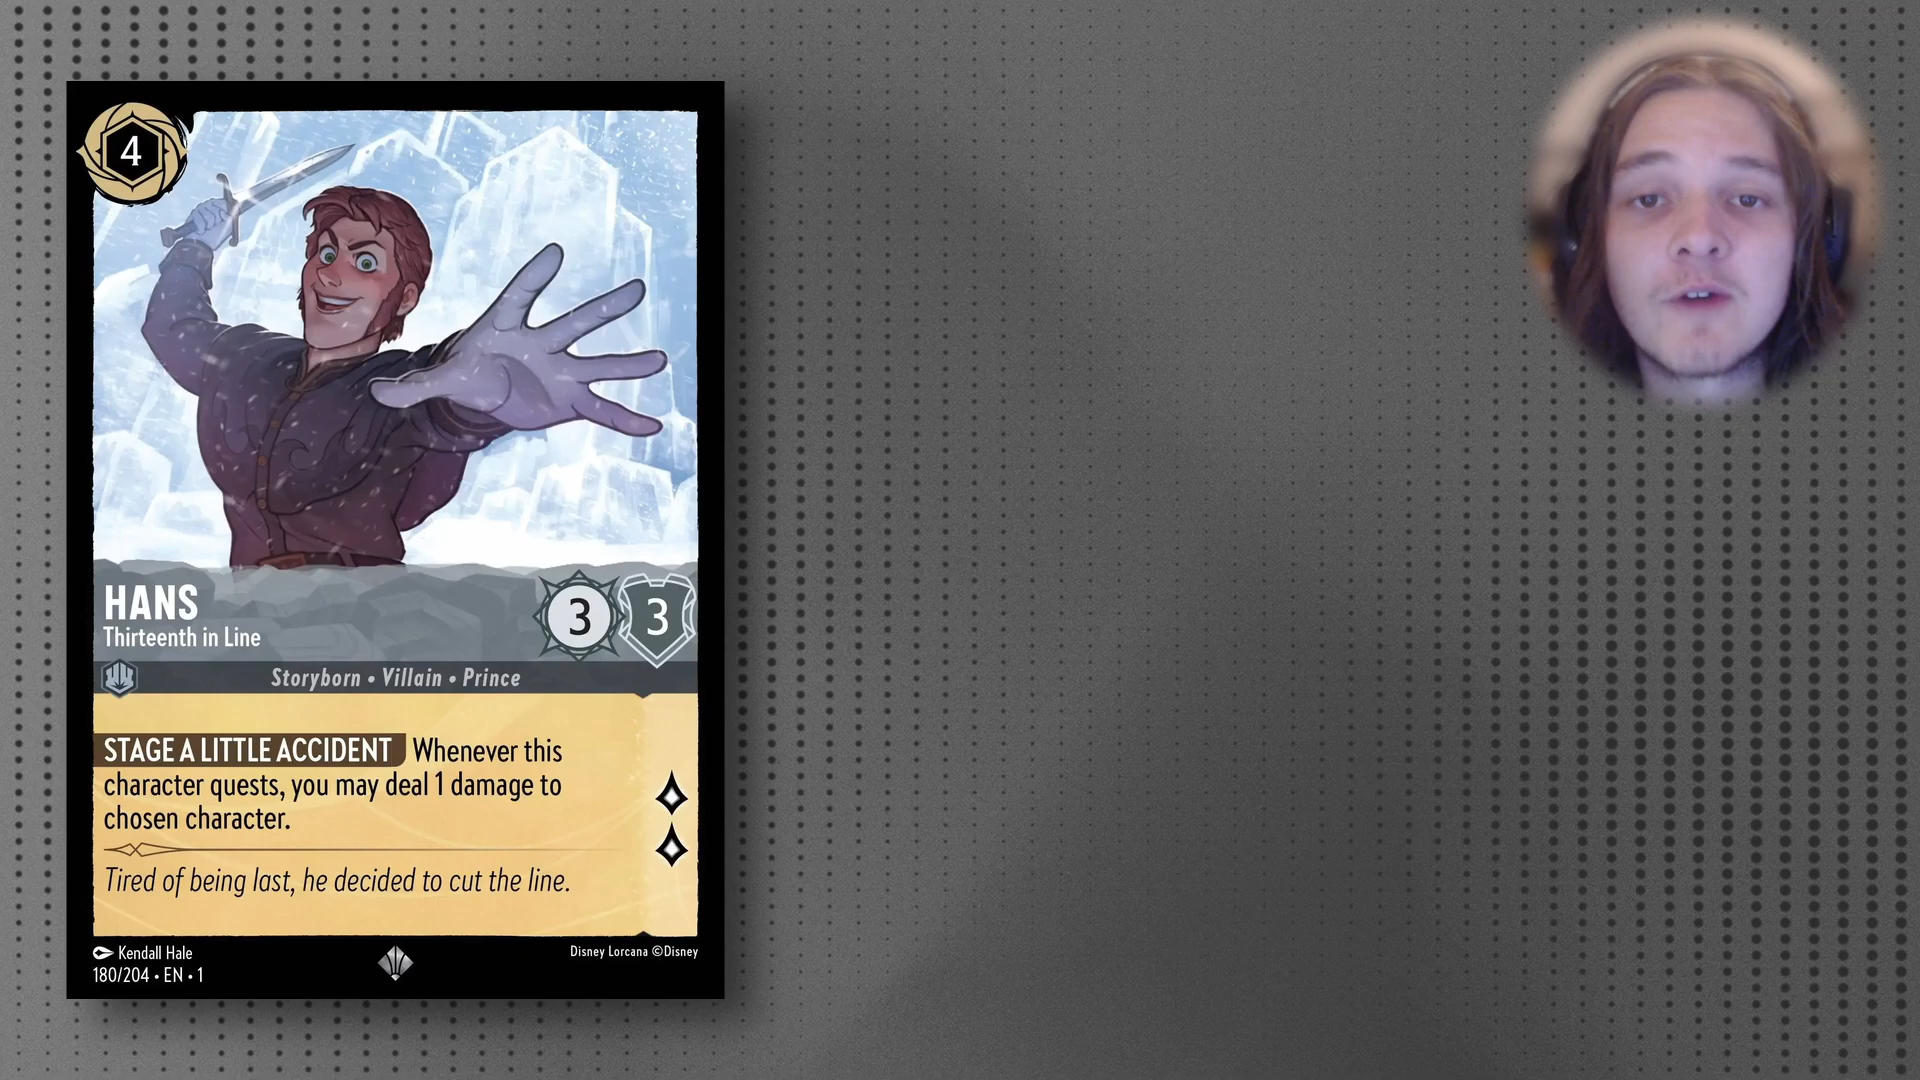 4
HANS
Thirteenth in Line
3
3
Storyborn • Villain • Prince
STAGE A LITTLE ACCIDENT Whenever this
character quests, you may deal 1 damage to
chosen character.
Tired of being last, he decided to cut the line.
Kendall Hale
180/204 • EN • 1
Disney Lorcana ©Disney